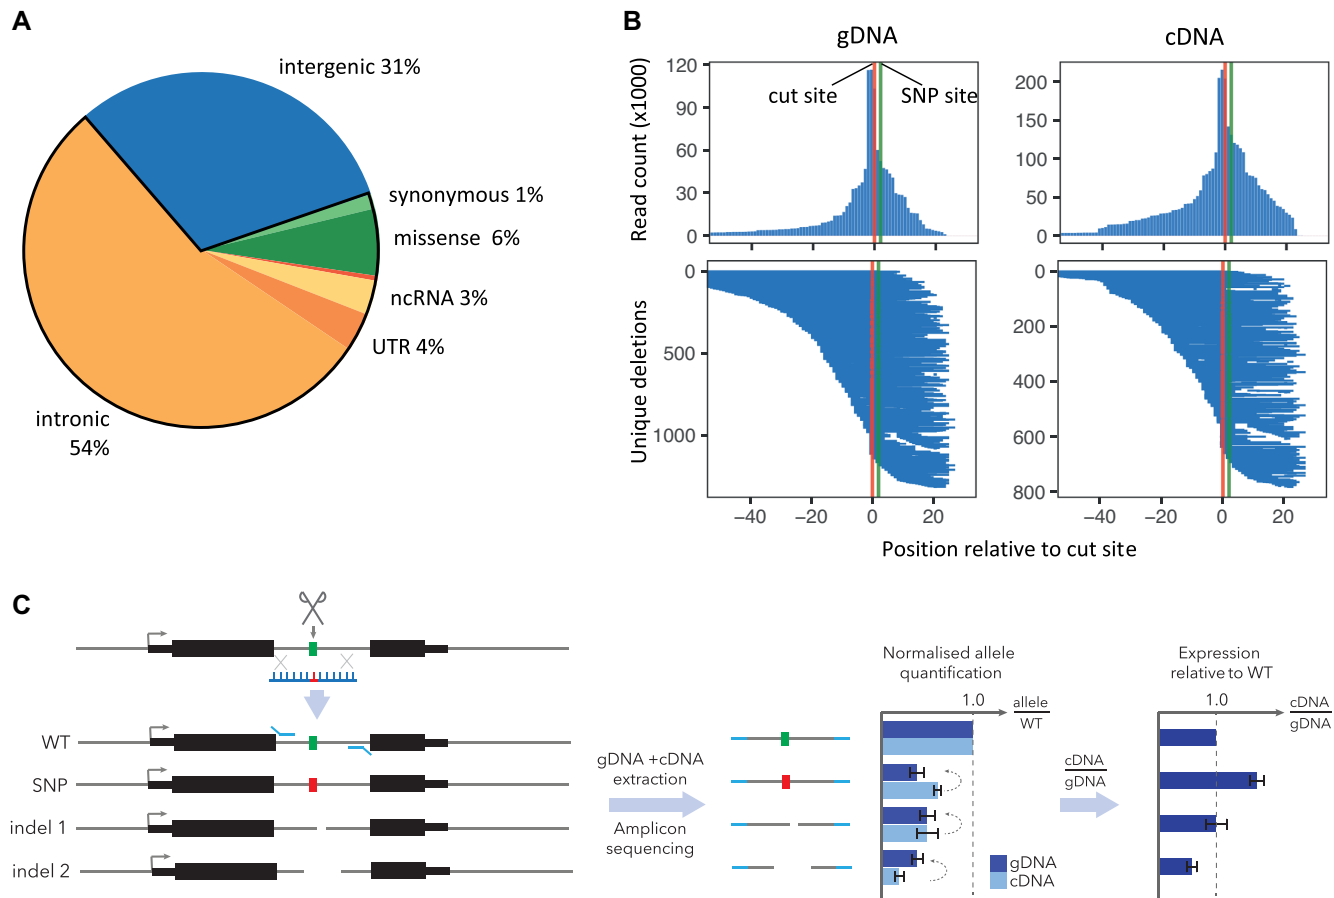 A
intergenic 31%
synonymous 1%
missense 6%
ncRNA 3%
UTR 4%
intronic
54%
B
gDNA
cDNA
Read count (x1000)
120
90
60
30
0
cut site
SNP site
200
150
100
50
0
Unique deletions
0
500
1000
−40
−20
0
20
0
200
400
600
800
−40
−20
0
20
Position relative to cut site
C
WT
SNP
indel 1
indel 2
gDNA +cDNA
extraction
Amplicon
sequencing
Normalised allele
quantification
1.0
allele
WT
gDNA
cDNA
cDNA
gDNA
Expression
relative to WT
1.0
cDNA
gDNA